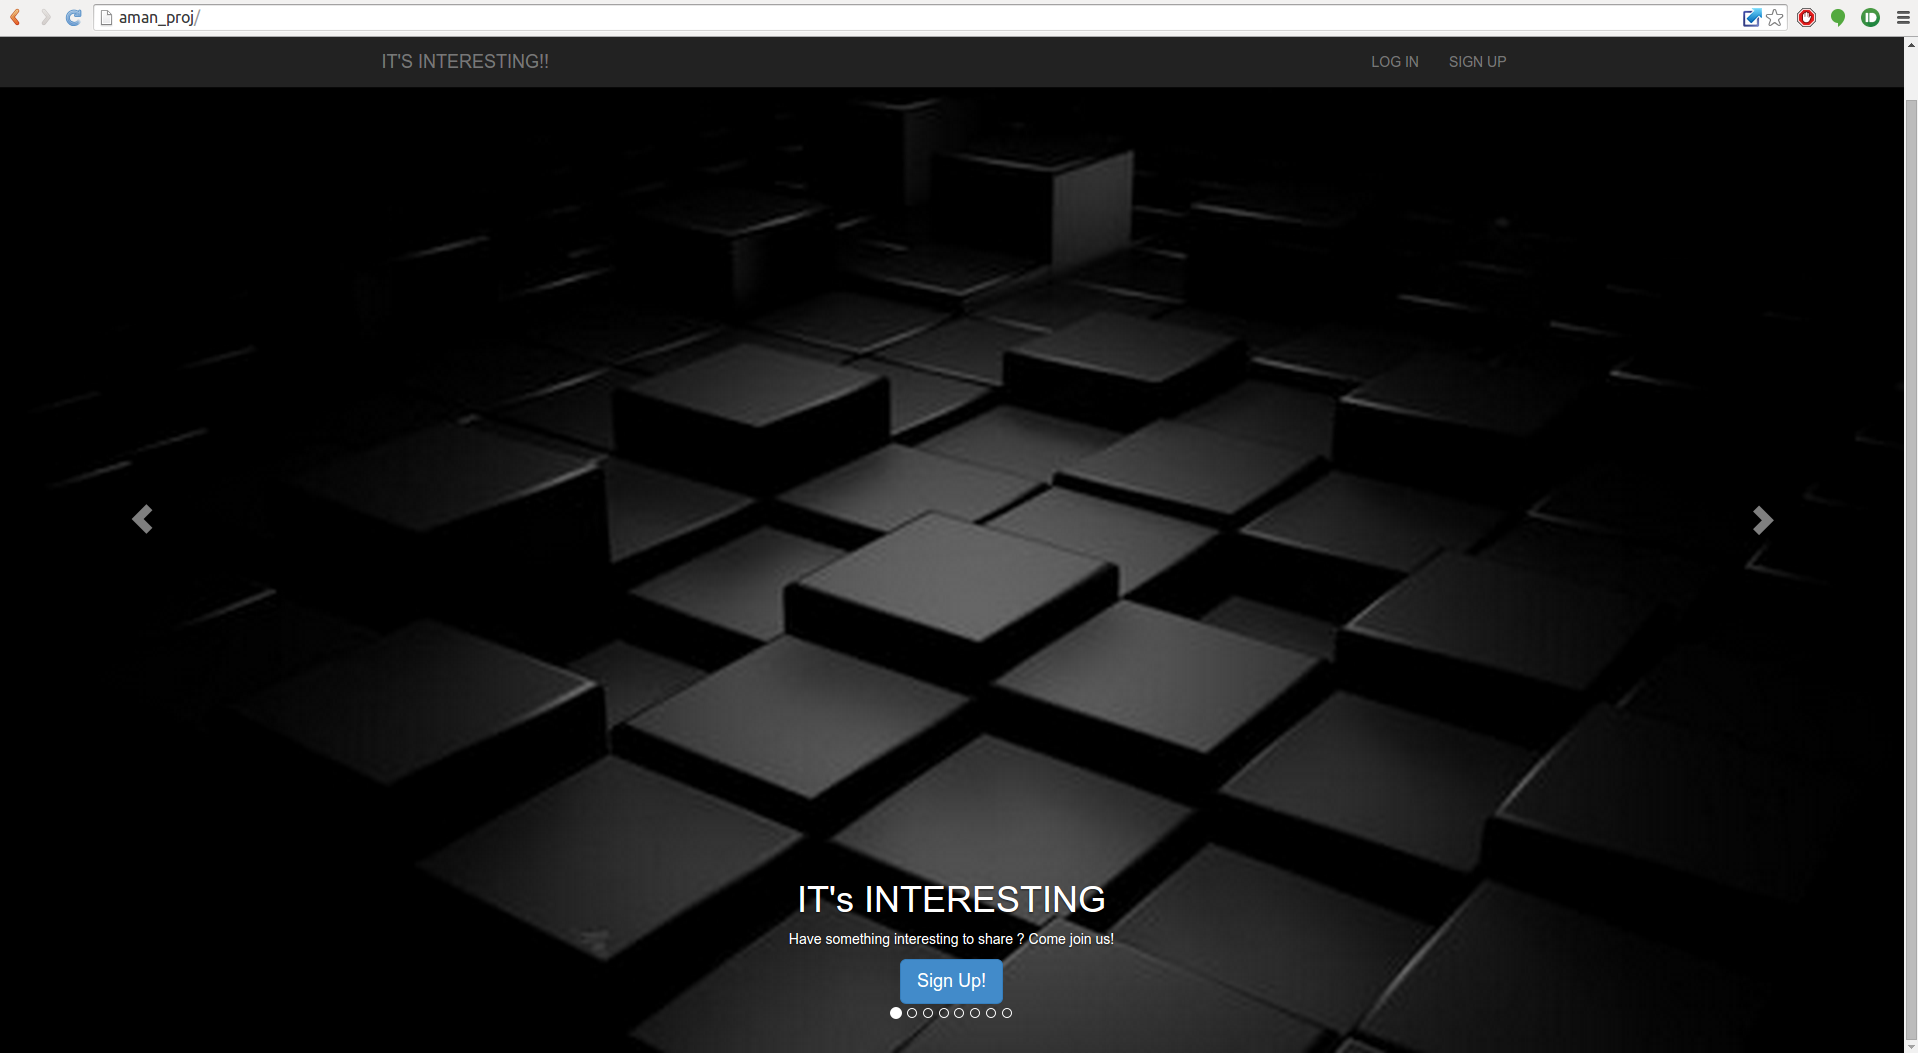 aman_proj/
IT'S INTERESTING!!
LOG IN
SIGN UP
IT's INTERESTING
Have something interesting to share ? Come join us!
Sign Up!